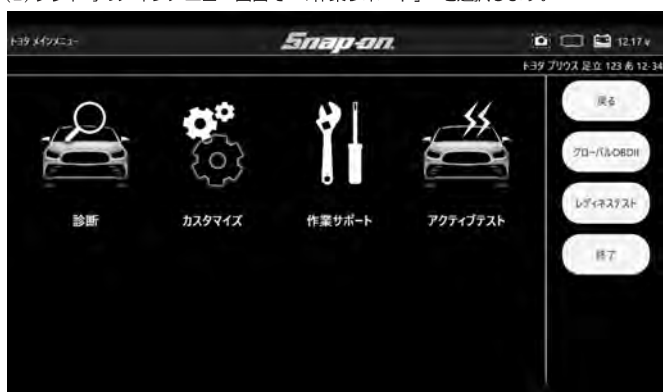 トヨタ メインメニュー
Snap-on
12.17 v
トヨタ プリウス 足立 123 あ 12-34
戻る
グローバルOBDII
レディネステスト
終了
診断
カスタマイズ
作業サポート
アクティブテスト